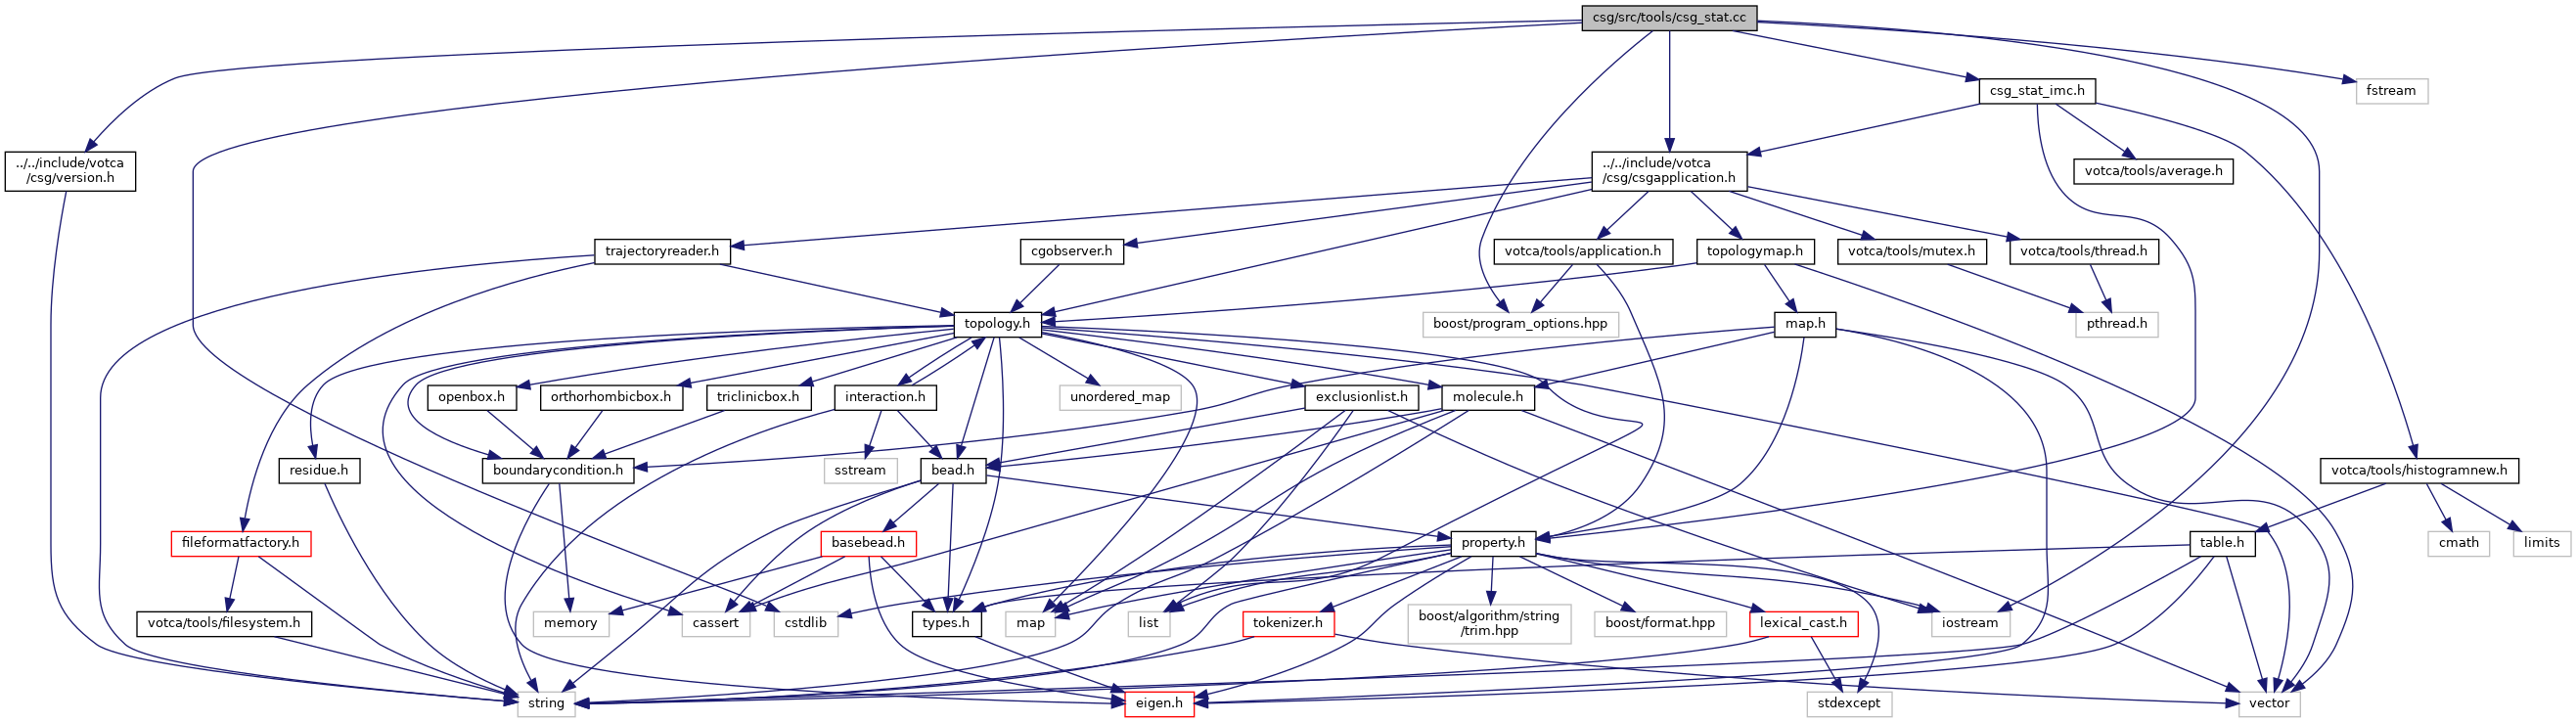 csg/src/tools/csg_stat.cc
csg_stat_imc.h
fstream
../../include/votca
/csg/version.h
../../include/votca
/csg/csgapplication.h
votca/tools/average.h
trajectoryreader.h
cgobserver.h
votca/tools/application.h
topologymap.h
votca/tools/mutex.h
votca/tools/thread.h
topology.h
boost/program_options.hpp
map.h
pthread.h
openbox.h
orthorhombicbox.h
triclinicbox.h
interaction.h
unordered_map
exclusionlist.h
molecule.h
residue.h
boundarycondition.h
sstream
bead.h
votca/tools/histogramnew.h
fileformatfactory.h
basebead.h
property.h
table.h
cmath
limits
votca/tools/filesystem.h
memory
cassert
cstdlib
types.h
map
list
tokenizer.h
boost/algorithm/string
/trim.hpp
boost/format.hpp
lexical_cast.h
iostream
string
eigen.h
stdexcept
vector